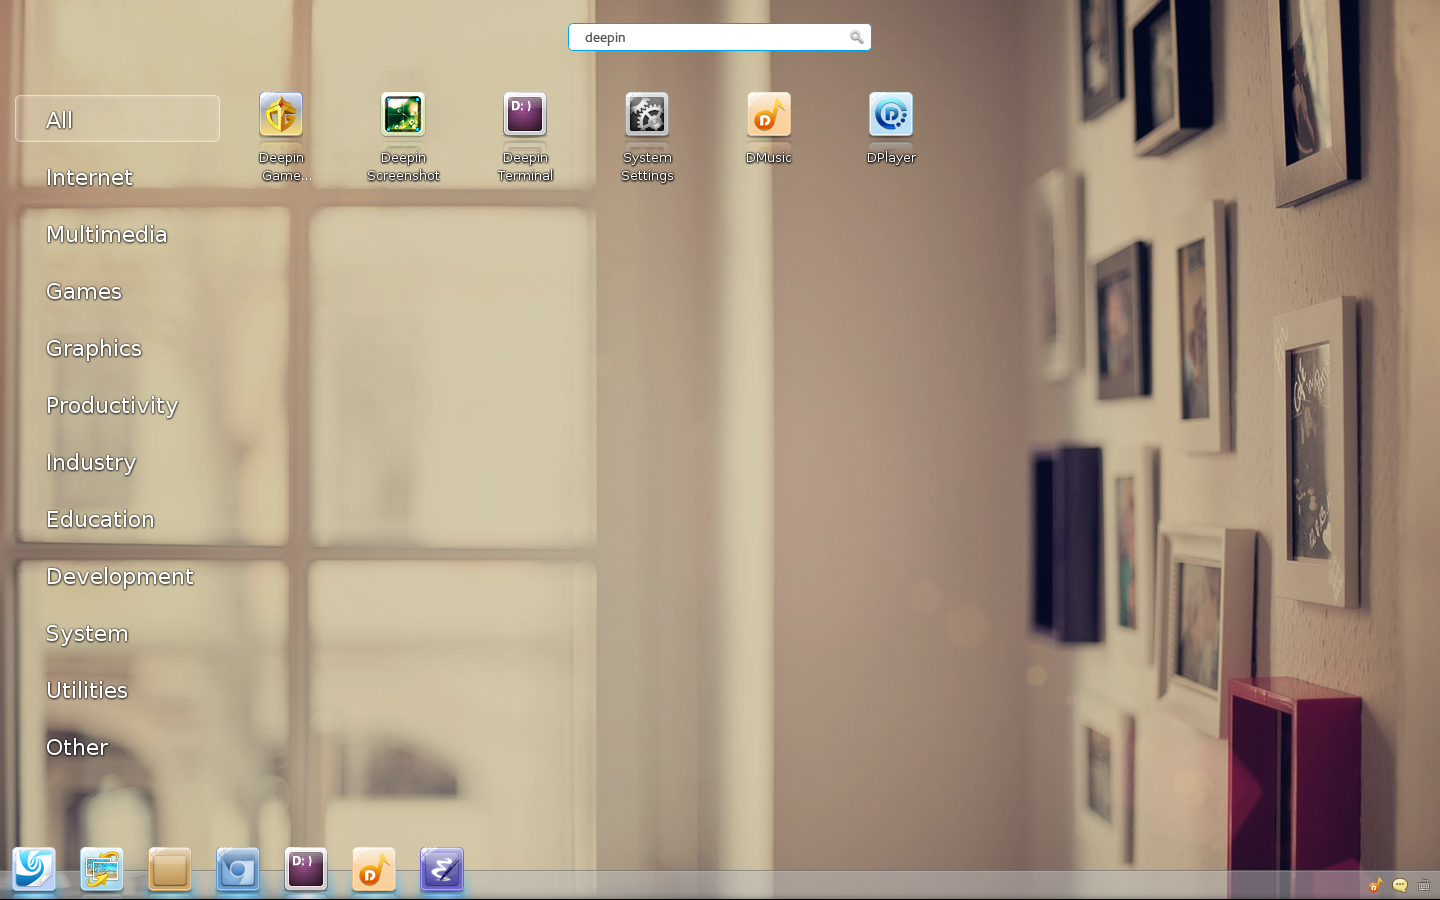 deepin
All
Internet
Multimedia
Games
Graphics
Productivity
Industry
Education
Development
System
Utilities
Other
Deepin
Game...
Deepin
Screenshot
Deepin
Terminal
System
Settings
DMusic
DPlayer
D: )
D: )